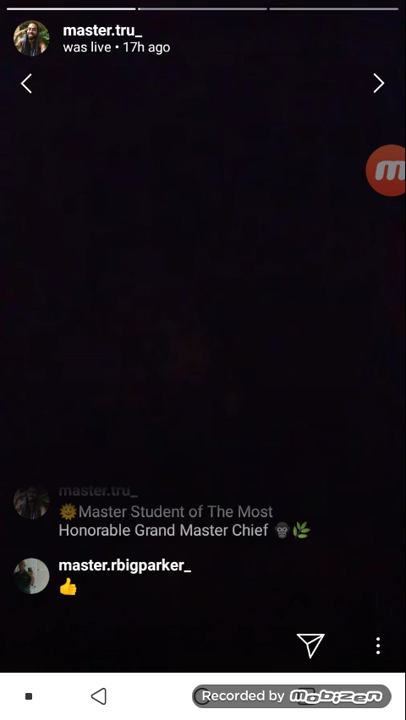 master.tru_
was live • 17h ago
m
master.tru_
🌞Master Student of The Most
Honorable Grand Master Chief 🦍🌿
master.rbigparker_
👍
Recorded by mobizen